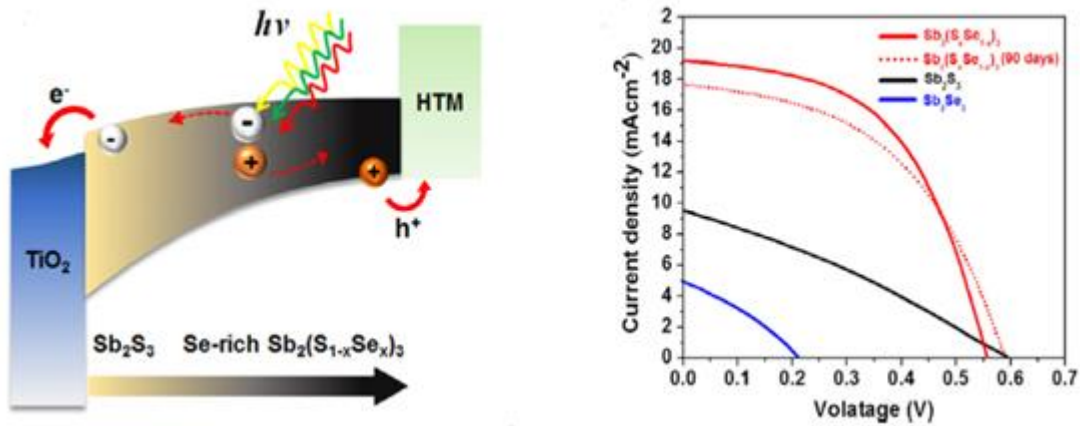 hν
HTM
e-
-
-
+
+
h+
TiO2
Sb2S3 Se-rich Sb2(S1-xSex)3
22
20
18
16
14
12
10
8
6
4
2
0
Current density (mAcm-2)
Sb2(SxSe1-x)3
Sb2(SxSe1-x)3(90 days)
Sb2S3
Sb2Se3
0.0 0.1 0.2 0.3 0.4 0.5 0.6 0.7
Volatage (V)